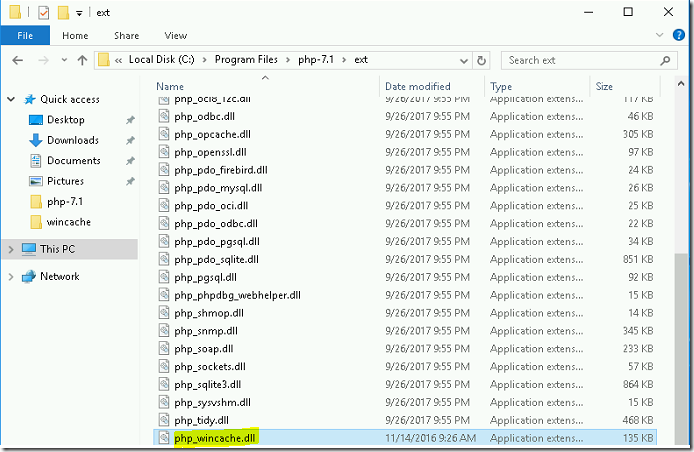 ext
File Home Share View
Local Disk (C:) Program Files php-7.1 ext Search ext
Name Date modified Type Size
Quick access
Desktop
Downloads
Documents
Pictures
php-7.1
wincache
This PC
Network
php_oci8_12c.dll 9/26/2017 9:55 PM Application extens... 117 KB
php_odbc.dll 9/26/2017 9:55 PM Application extens... 46 KB
php_opcache.dll 9/26/2017 9:55 PM Application extens... 305 KB
php_openssl.dll 9/26/2017 9:55 PM Application extens... 97 KB
php_pdo_firebird.dll 9/26/2017 9:55 PM Application extens... 24 KB
php_pdo_mysql.dll 9/26/2017 9:55 PM Application extens... 26 KB
php_pdo_oci.dll 9/26/2017 9:55 PM Application extens... 25 KB
php_pdo_odbc.dll 9/26/2017 9:55 PM Application extens... 22 KB
php_pdo_pgsql.dll 9/26/2017 9:55 PM Application extens... 34 KB
php_pdo_sqlite.dll 9/26/2017 9:55 PM Application extens... 851 KB
php_pgsql.dll 9/26/2017 9:55 PM Application extens... 92 KB
php_phpdbg_webhelper.dll 9/26/2017 9:55 PM Application extens... 15 KB
php_shmop.dll 9/26/2017 9:55 PM Application extens... 14 KB
php_snmp.dll 9/26/2017 9:55 PM Application extens... 345 KB
php_soap.dll 9/26/2017 9:55 PM Application extens... 233 KB
php_sockets.dll 9/26/2017 9:55 PM Application extens... 57 KB
php_sqlite3.dll 9/26/2017 9:55 PM Application extens... 864 KB
php_sysvshm.dll 9/26/2017 9:55 PM Application extens... 15 KB
php_tidy.dll 9/26/2017 9:55 PM Application extens... 468 KB
php_wincache.dll 11/14/2016 9:26 AM Application extens... 135 KB